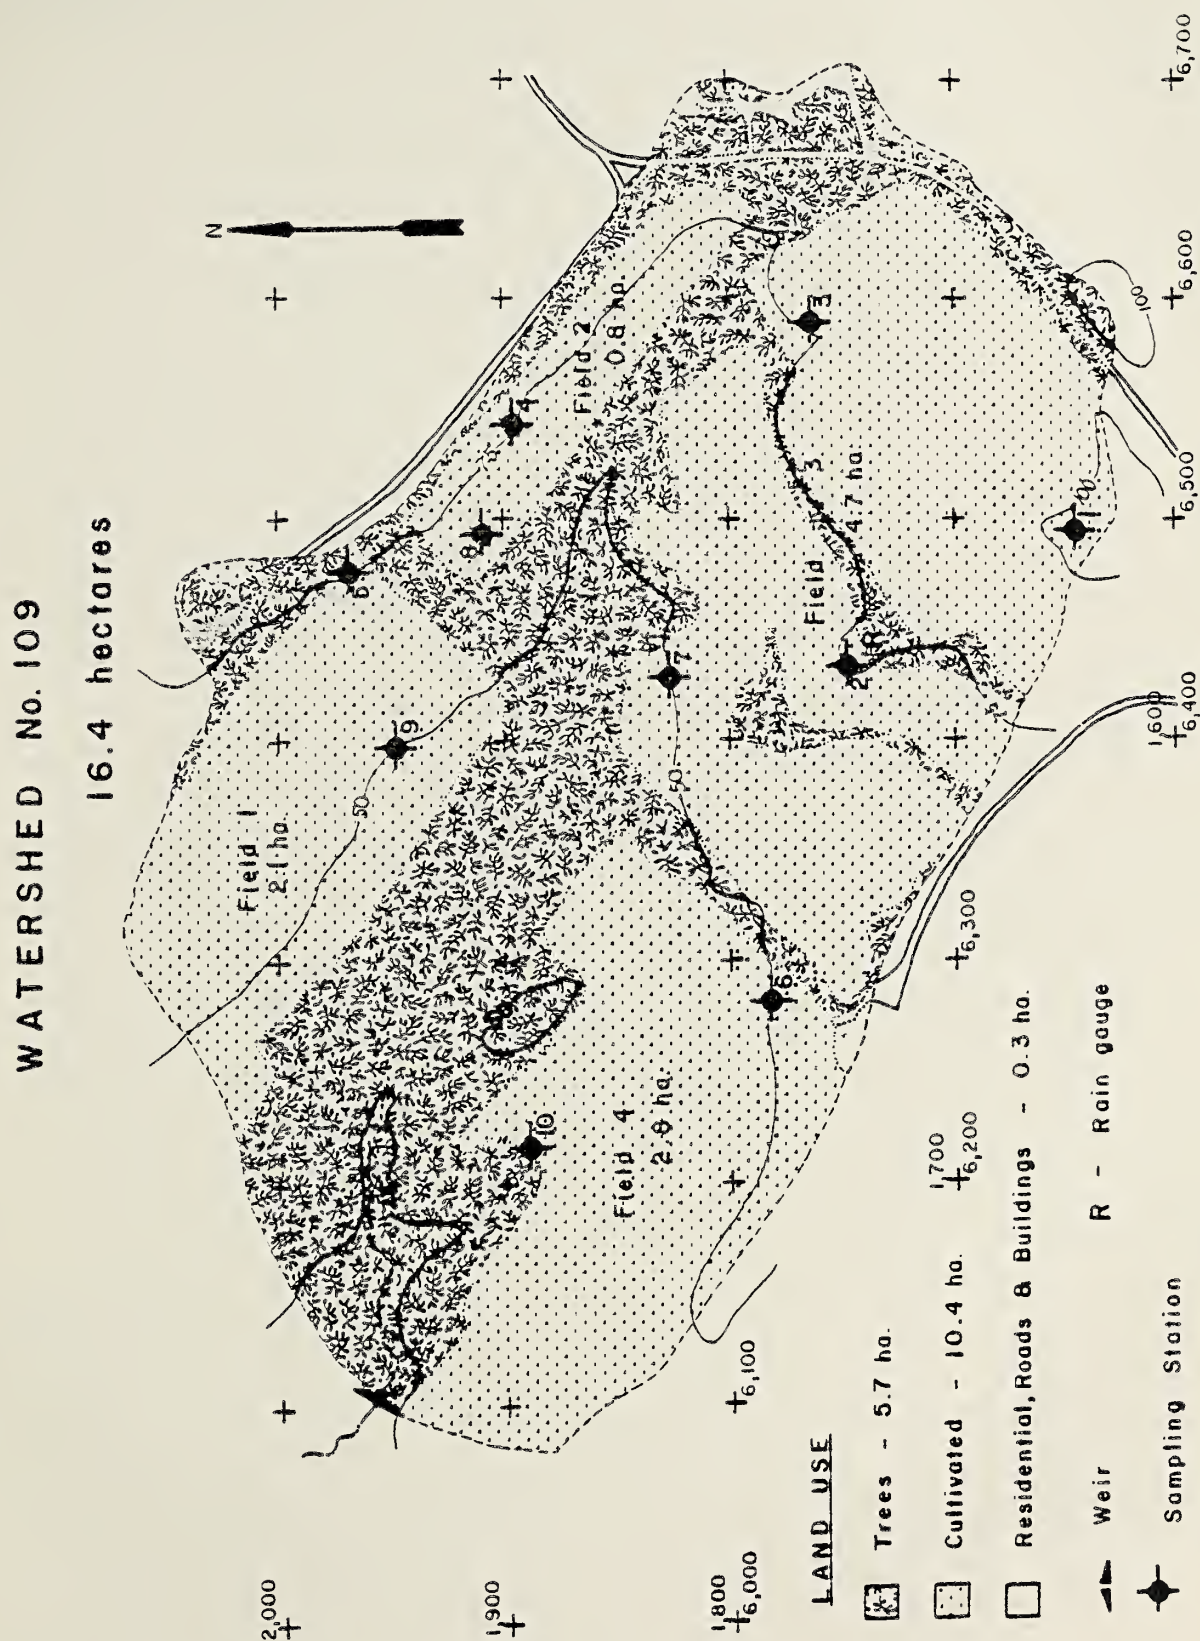 WATERSHED No. 109
16.4 hectares
N
Field 1
2.1 ha.
50
Field 2
0.8 ha.
Field 3
4.7 ha.
Field 4
2.8 ha.
50
100
100
1
2
R
3
4
5
6
7
8
9
10
2,000
1,900
1,800
6,000
6,100
1,700
6,200
6,300
1,600
6,400
6,500
6,600
6,700
LAND USE
Trees - 5.7 ha.
Cultivated - 10.4 ha.
Residential, Roads & Buildings - 0.3 ha.
Weir
R - Rain gauge
Sampling Station